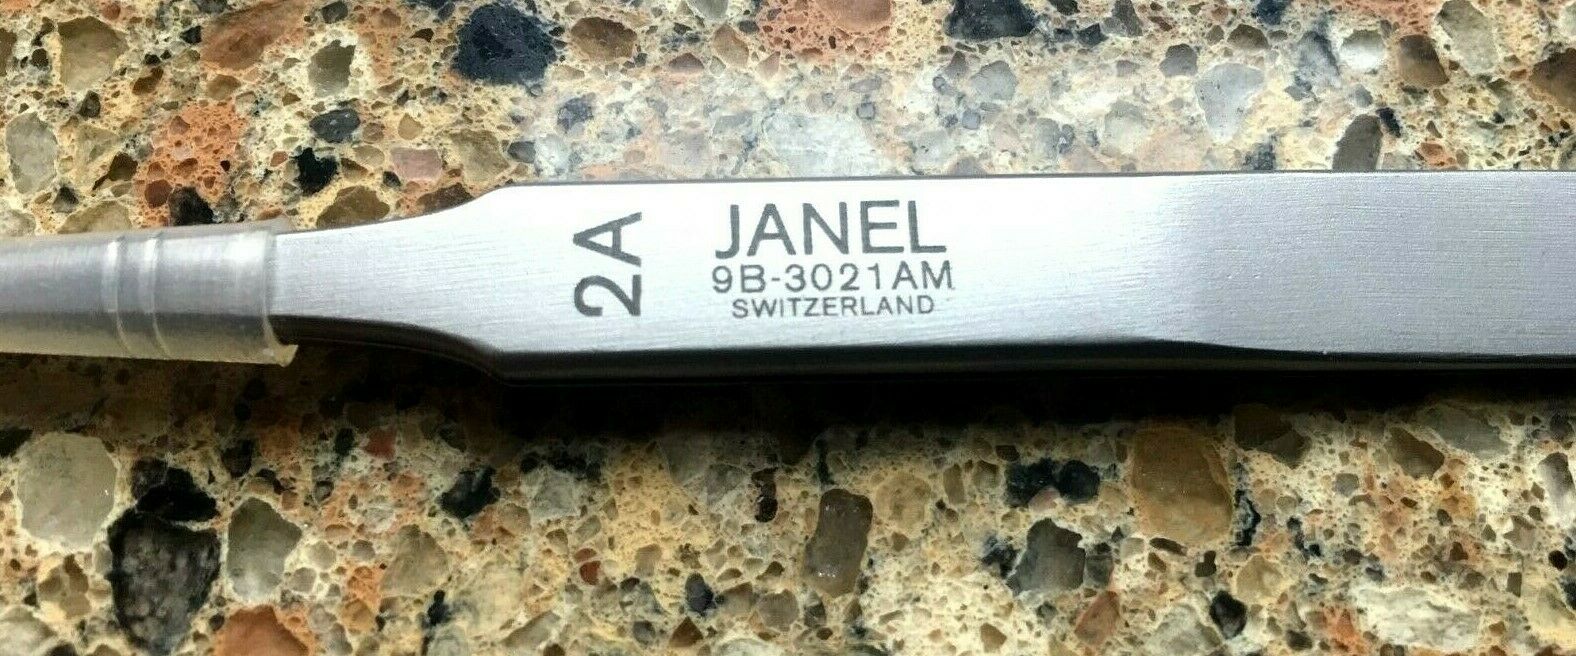 2A
JANEL
9B-3021AM
SWITZERLAND